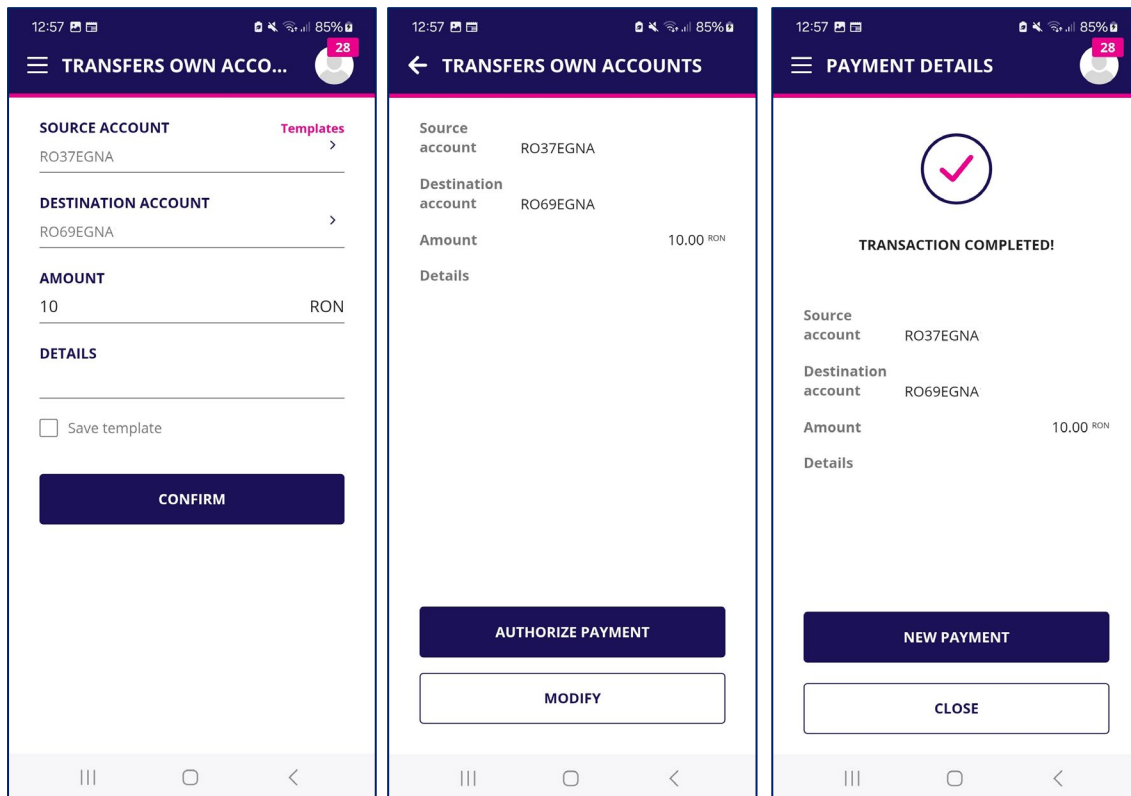 12:57
85%
28
TRANSFERS OWN ACCO...
SOURCE ACCOUNT
Templates
RO37EGNA
DESTINATION ACCOUNT
RO69EGNA
AMOUNT
10 RON
DETAILS
Save template
CONFIRM
12:57
85%
TRANSFERS OWN ACCOUNTS
Source
account RO37EGNA
Destination
account RO69EGNA
Amount 10.00 RON
Details
AUTHORIZE PAYMENT
MODIFY
12:57
85%
28
PAYMENT DETAILS
TRANSACTION COMPLETED!
Source
account RO37EGNA
Destination
account RO69EGNA
Amount 10.00 RON
Details
NEW PAYMENT
CLOSE